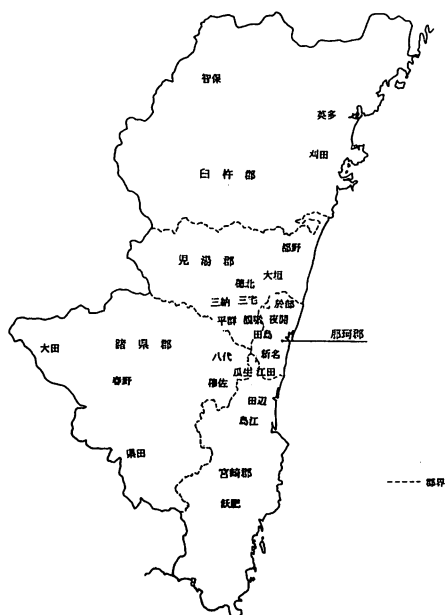 智保
英多
刈田
臼杵郡
都野
児湯郡
大垣
穂北
三納
三宅
於部
平群
覩唹
夜開
田島
那珂郡
諸県郡
大田
八代
新名
瓜生
江田
春野
穆佐
田辺
島江
県田
宮崎郡
飫肥
郡界